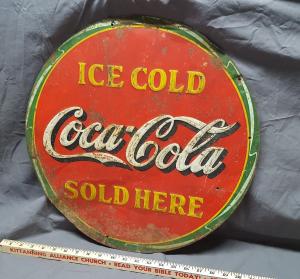 ICE COLD
Coca-Cola
SOLD HERE
KITTANNING ALLIANCE CHURCH - READ YOUR BIBLE TODAY!